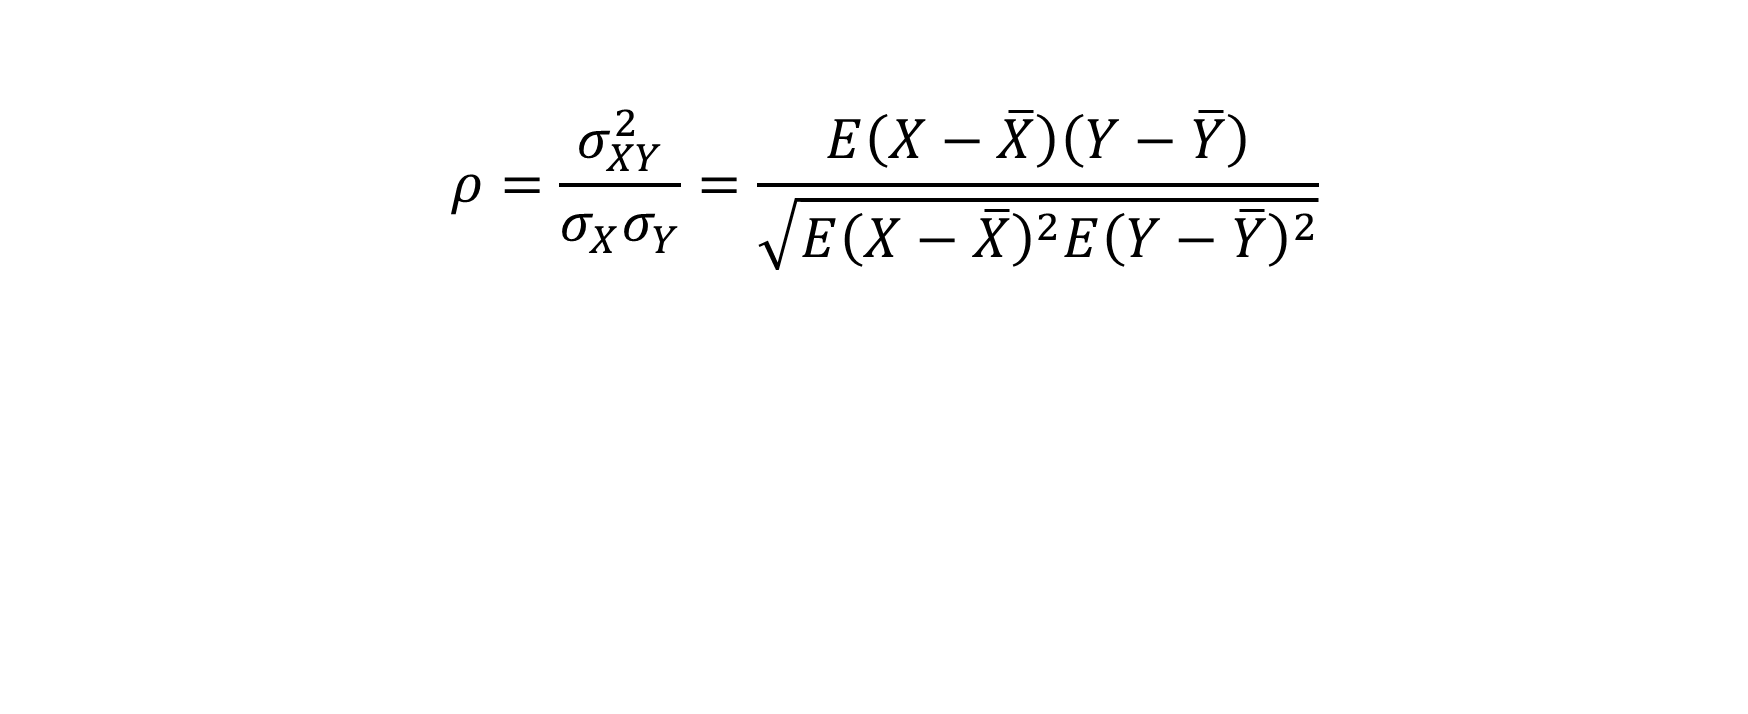 ρ = σ²_XY / (σ_X σ_Y) = E(X − X̄)(Y − Ȳ) / √(E(X − X̄)² E(Y − Ȳ)²)